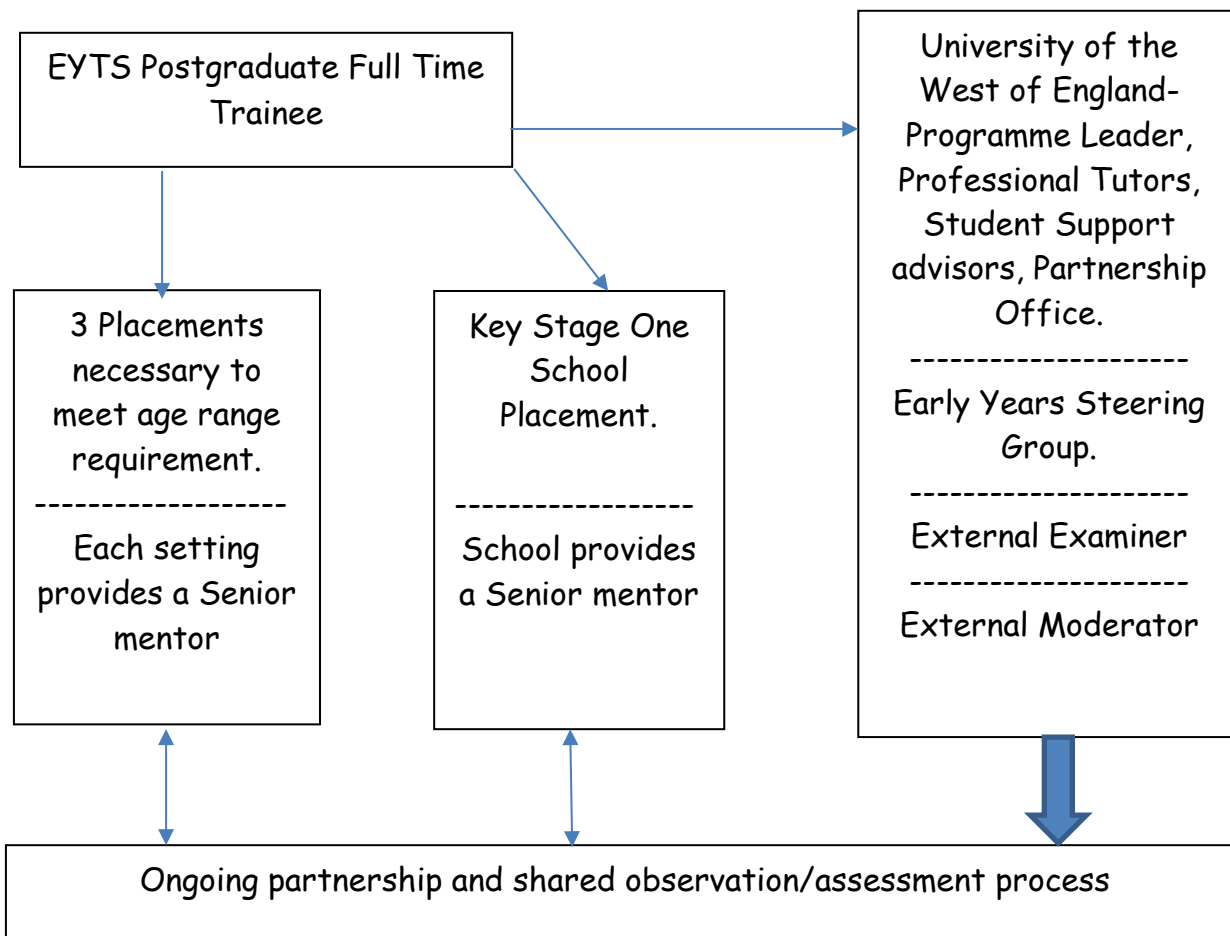 EYTS Postgraduate Full Time
Trainee
University of the
West of England-
Programme Leader,
Professional Tutors,
Student Support
advisors, Partnership
Office.
---------------------
Early Years Steering
Group.
---------------------
External Examiner
---------------------
External Moderator
3 Placements
necessary to
meet age range
requirement.
-------------------
Each setting
provides a Senior
mentor
Key Stage One
School
Placement.
------------------
School provides
a Senior mentor
Ongoing partnership and shared observation/assessment process